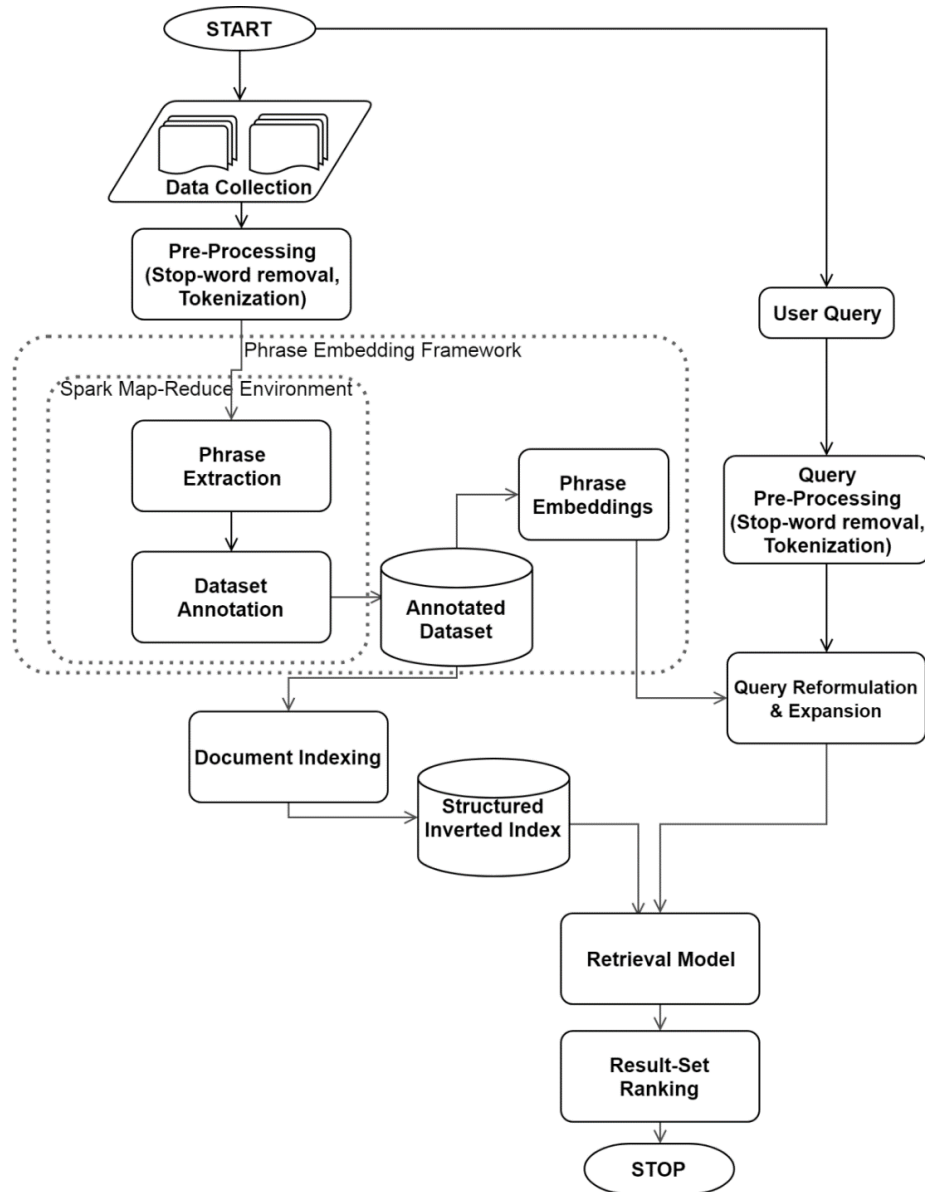 START
Data Collection
Pre-Processing
(Stop-word removal,
Tokenization)
User Query
Phrase Embedding Framework
Spark Map-Reduce Environment
Phrase
Extraction
Phrase
Embeddings
Query
Pre-Processing
(Stop-word removal,
Tokenization)
Dataset
Annotation
Annotated
Dataset
Query Reformulation
& Expansion
Document Indexing
Structured
Inverted Index
Retrieval Model
Result-Set
Ranking
STOP